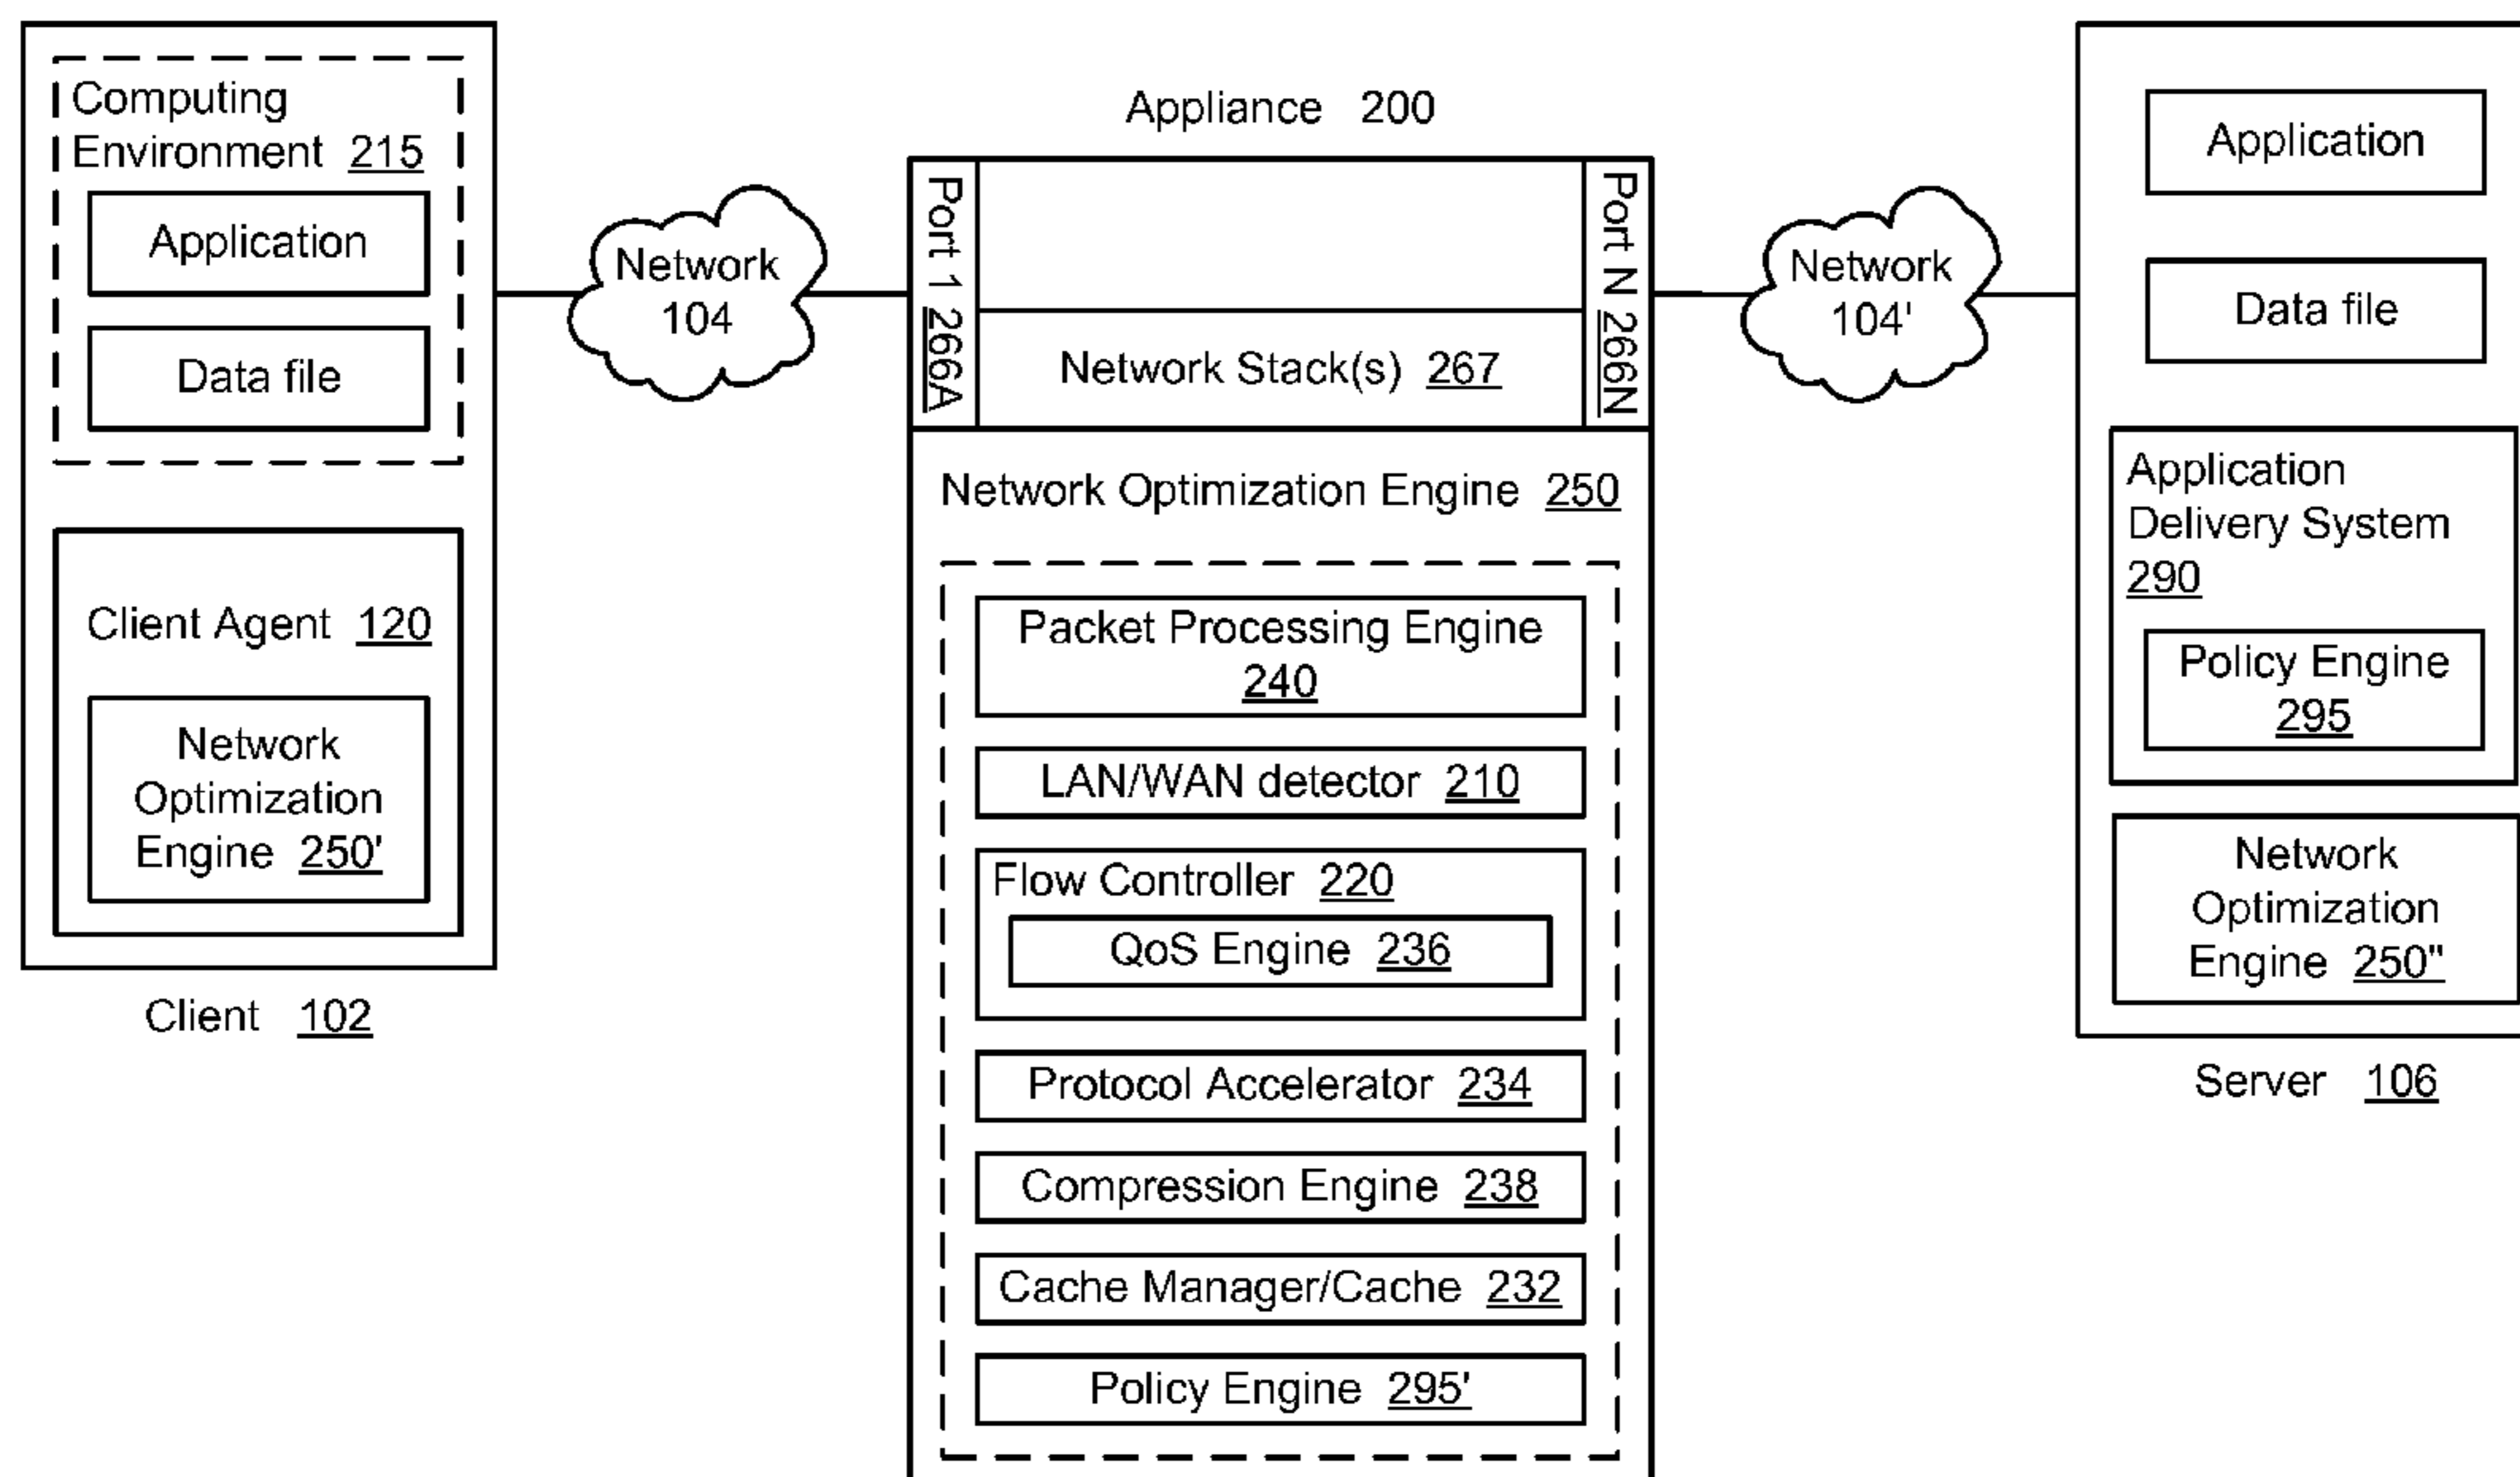 Computing
Environment 215
Application
Data file
Client Agent 120
Network
Optimization
Engine 250'
Client 102
Network
104
Appliance 200
Port 1 266A
Port N 266N
Network Stack(s) 267
Network Optimization Engine 250
Packet Processing Engine
240
LAN/WAN detector 210
Flow Controller 220
QoS Engine 236
Protocol Accelerator 234
Compression Engine 238
Cache Manager/Cache 232
Policy Engine 295'
Network
104'
Application
Data file
Application
Delivery System
290
Policy Engine
295
Network
Optimization
Engine 250"
Server 106